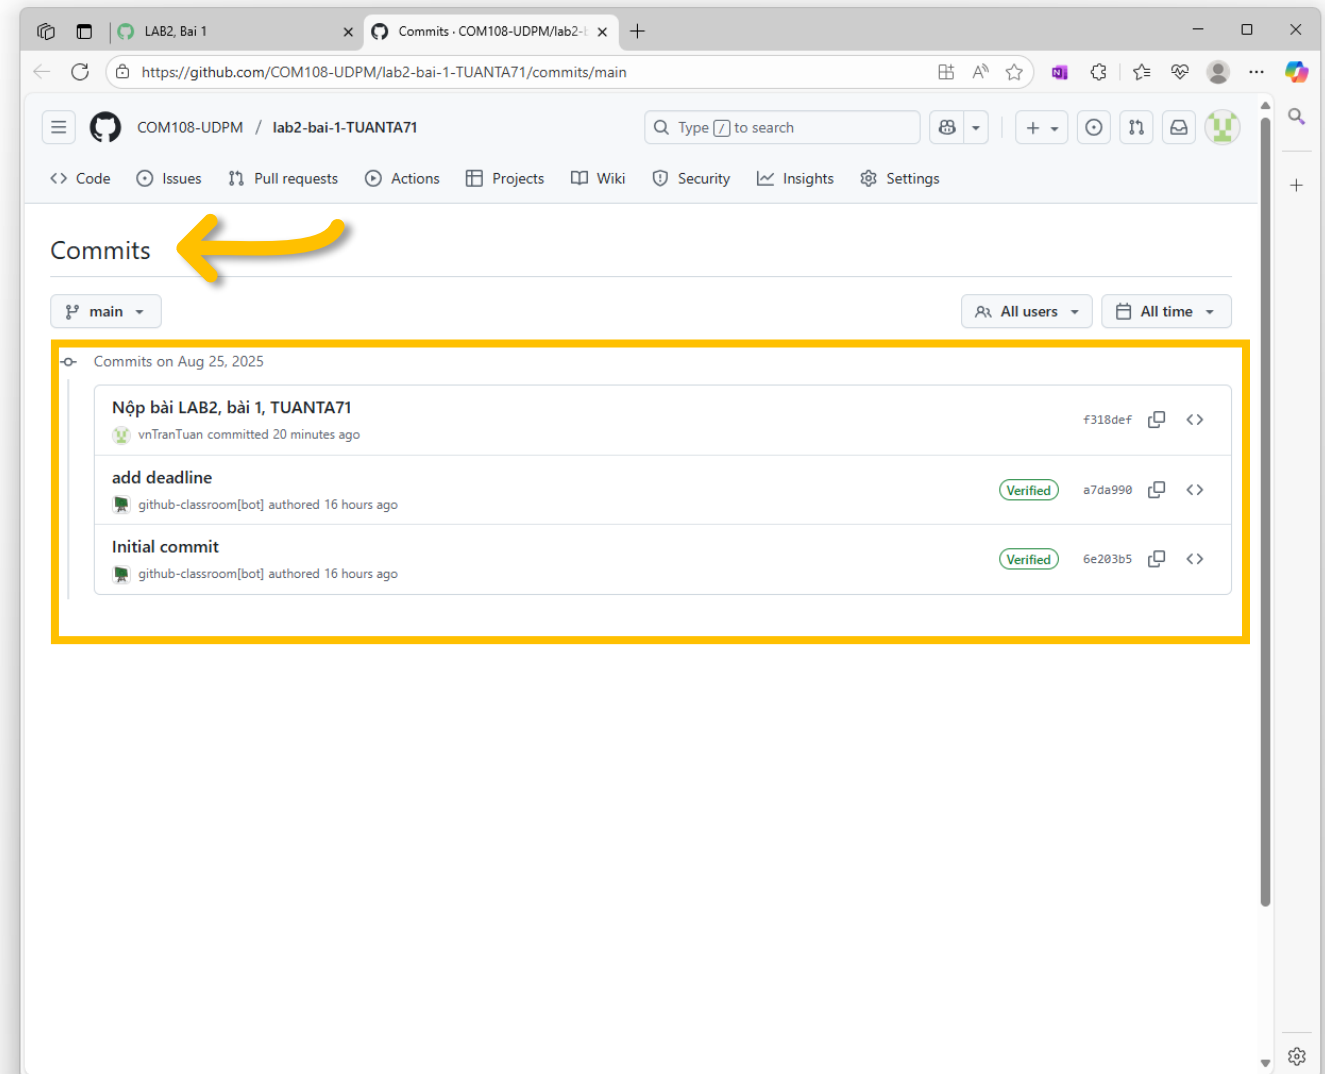 LAB2, Bai 1
Commits · COM108-UDPM/lab2-
https://github.com/COM108-UDPM/lab2-bai-1-TUANTA71/commits/main
COM108-UDPM / lab2-bai-1-TUANTA71
Type / to search
Code Issues Pull requests Actions Projects Wiki Security Insights Settings
Commits
main
All users
All time
Commits on Aug 25, 2025
Nộp bài LAB2, bài 1, TUANTA71
f318def
vnTranTuan committed 20 minutes ago
add deadline
Verified a7da990
github-classroom[bot] authored 16 hours ago
Initial commit
Verified 6e203b5
github-classroom[bot] authored 16 hours ago